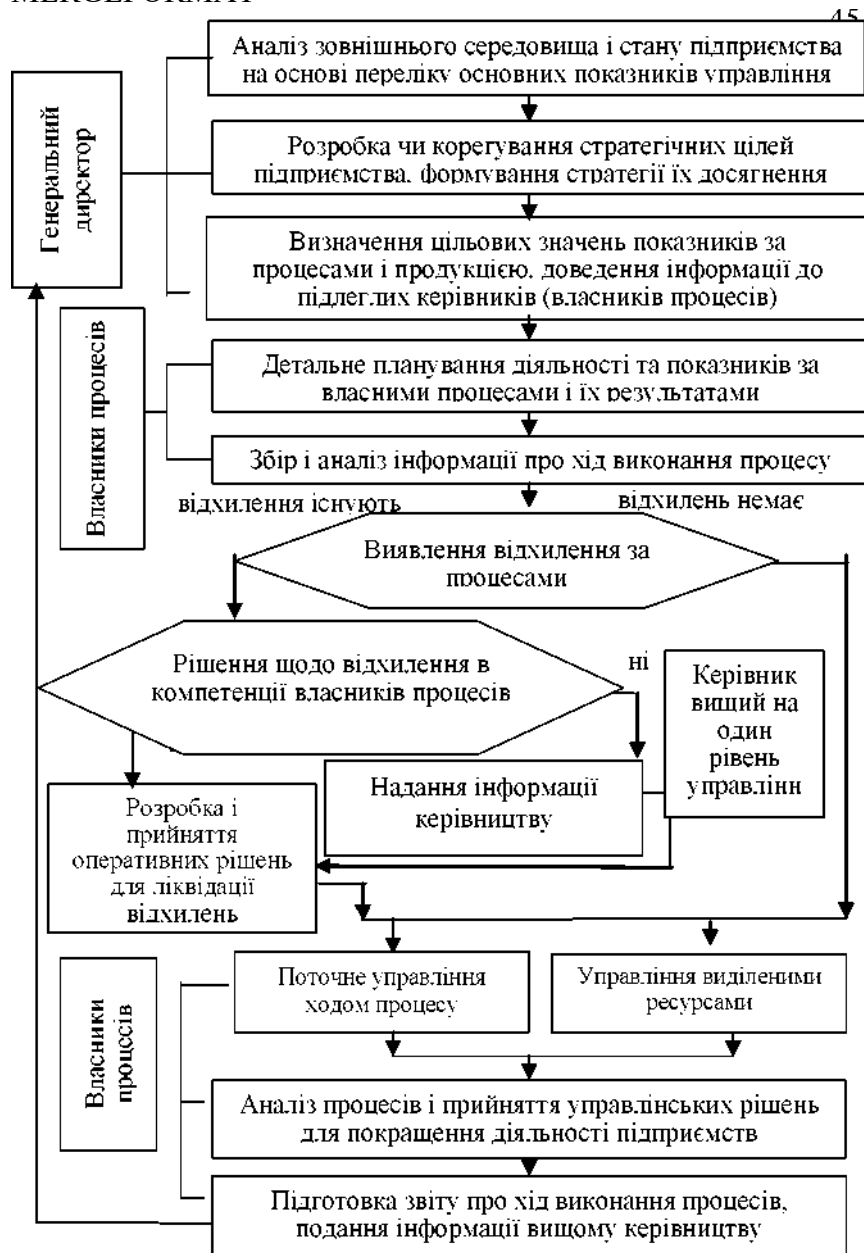 45
Аналіз зовнішнього середовища і стану підприємства
на основі переліку основних показників управління
Генеральний
директор
Розробка чи корегування стратегічних цілей
підприємства, формування стратегії їх досягнення
Визначення цільових значень показників за
процесами і продукцією, доведення інформації до
підлеглих керівників (власників процесів)
Власники процесів
Детальне планування діяльності та показників за
власними процесами і їх результатами
Збір і аналіз інформації про хід виконання процесу
відхилення існують
відхилень немає
Виявлення відхилення за
процесами
Рішення щодо відхилення в
компетенції власників процесів
ні
Керівник
вищий на
один
рівень
управлінн
Надання інформації
керівництву
Розробка і
прийняття
оперативних рішень
для ліквідації
відхилень
Власники
процесів
Поточне управління
ходом процесу
Управління виділеними
ресурсами
Аналіз процесів і прийняття управлінських рішень
для покращення діяльності підприємств
Підготовка звіту про хід виконання процесів,
подання інформації вищому керівництву